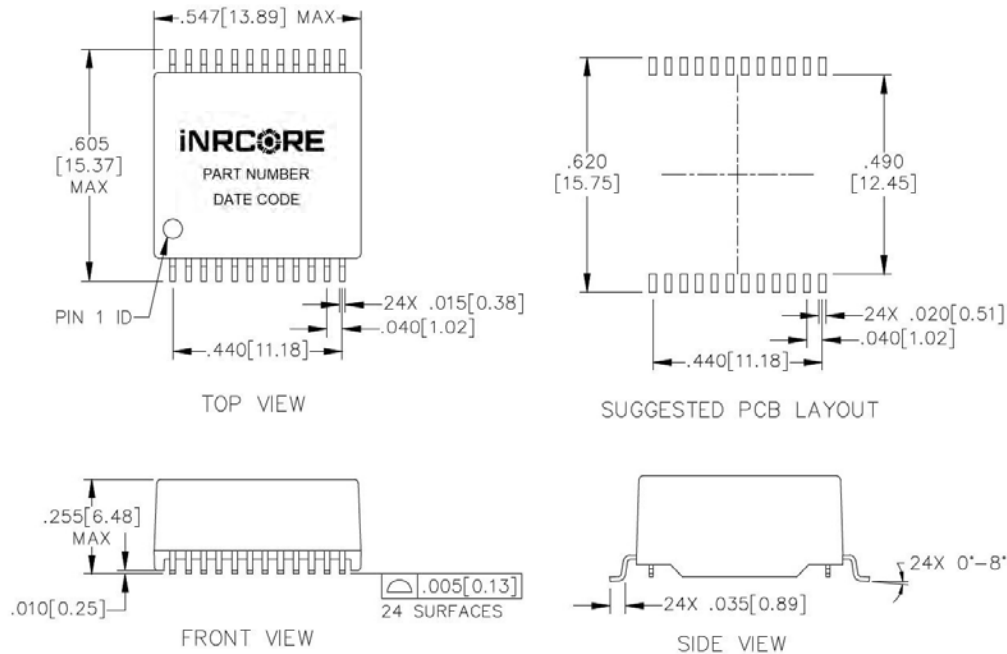 .547[13.89] MAX
.605
[15.37]
MAX
iNRCORE
PART NUMBER
DATE CODE
PIN 1 ID
24X .015[0.38]
.040[1.02]
.440[11.18]
TOP VIEW
.620
[15.75]
.490
[12.45]
24X .020[0.51]
.040[1.02]
.440[11.18]
SUGGESTED PCB LAYOUT
.255[6.48]
MAX
.010[0.25]
.005[0.13]
24 SURFACES
FRONT VIEW
24X 0°-8°
24X .035[0.89]
SIDE VIEW